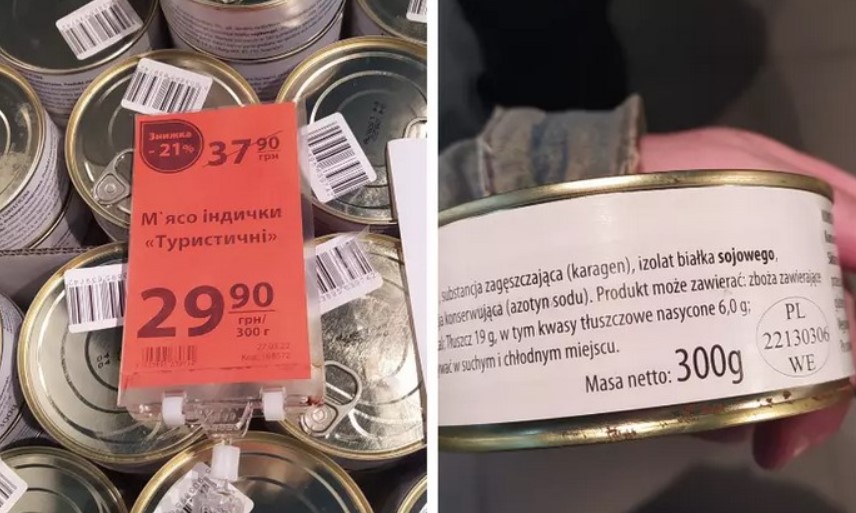 Знижка
- 21%
37 90
грн
М`ясо індички
«Туристичні»
29 90
грн/
300 г
27.03.22
substancja zagęszczająca (karagen), izolat białka sojowego,
konserwująca (azotyn sodu). Produkt może zawierać: zboża zawierające
Tłuszcz 19 g, w tym kwasy tłuszczowe nasycone 6,0 g;
w suchym i chłodnym miejscu.
Masa netto: 300g
PL
22130306
WE